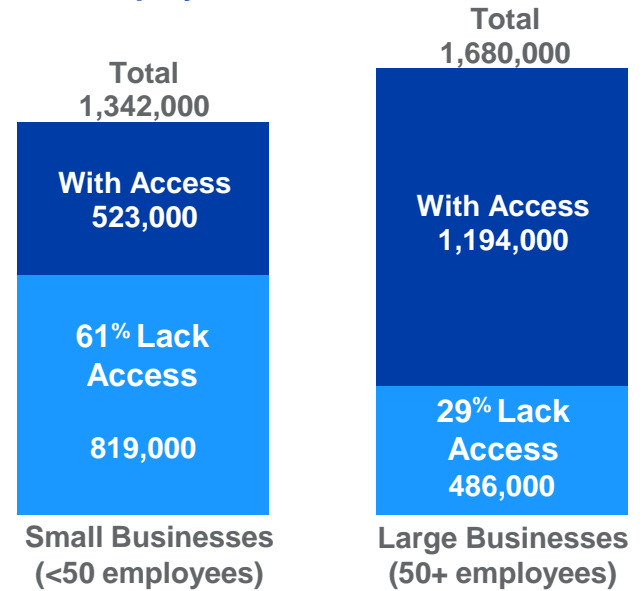 Total
1,342,000
With Access
523,000
61% Lack
Access
819,000
Small Businesses
(<50 employees)
Total
1,680,000
With Access
1,194,000
29% Lack
Access
486,000
Large Businesses
(50+ employees)